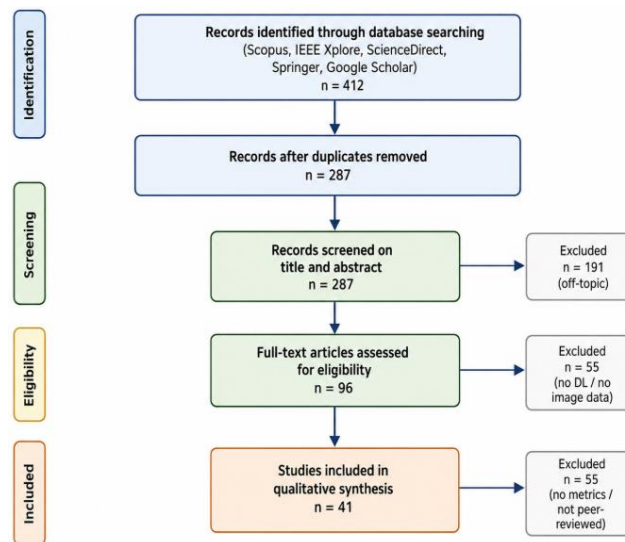 Identification
Records identified through database searching
(Scopus, IEEE Xplore, ScienceDirect,
Springer, Google Scholar)
n = 412
Records after duplicates removed
n = 287
Screening
Records screened on
title and abstract
n = 287
Excluded
n = 191
(off-topic)
Eligibility
Full-text articles assessed
for eligibility
n = 96
Excluded
n = 55
(no DL / no
image data)
Included
Studies included in
qualitative synthesis
n = 41
Excluded
n = 55
(no metrics /
not peer-
reviewed)